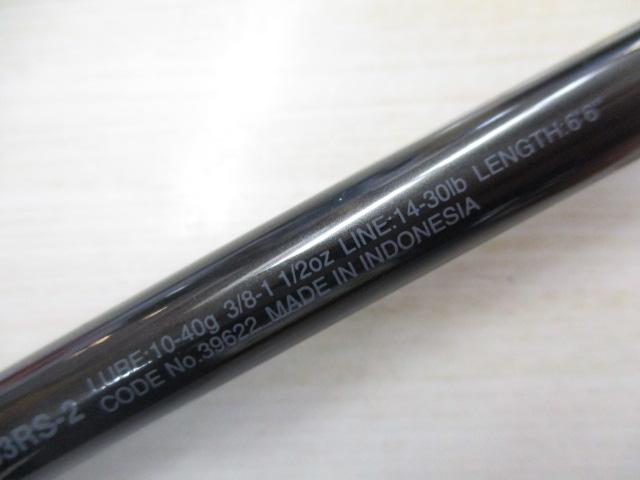 3RS-2
LURE:10-40g 3/8-1 1/2oz LINE:14-30lb LENGTH:6'6"
CODE No.39622 MADE IN INDONESIA